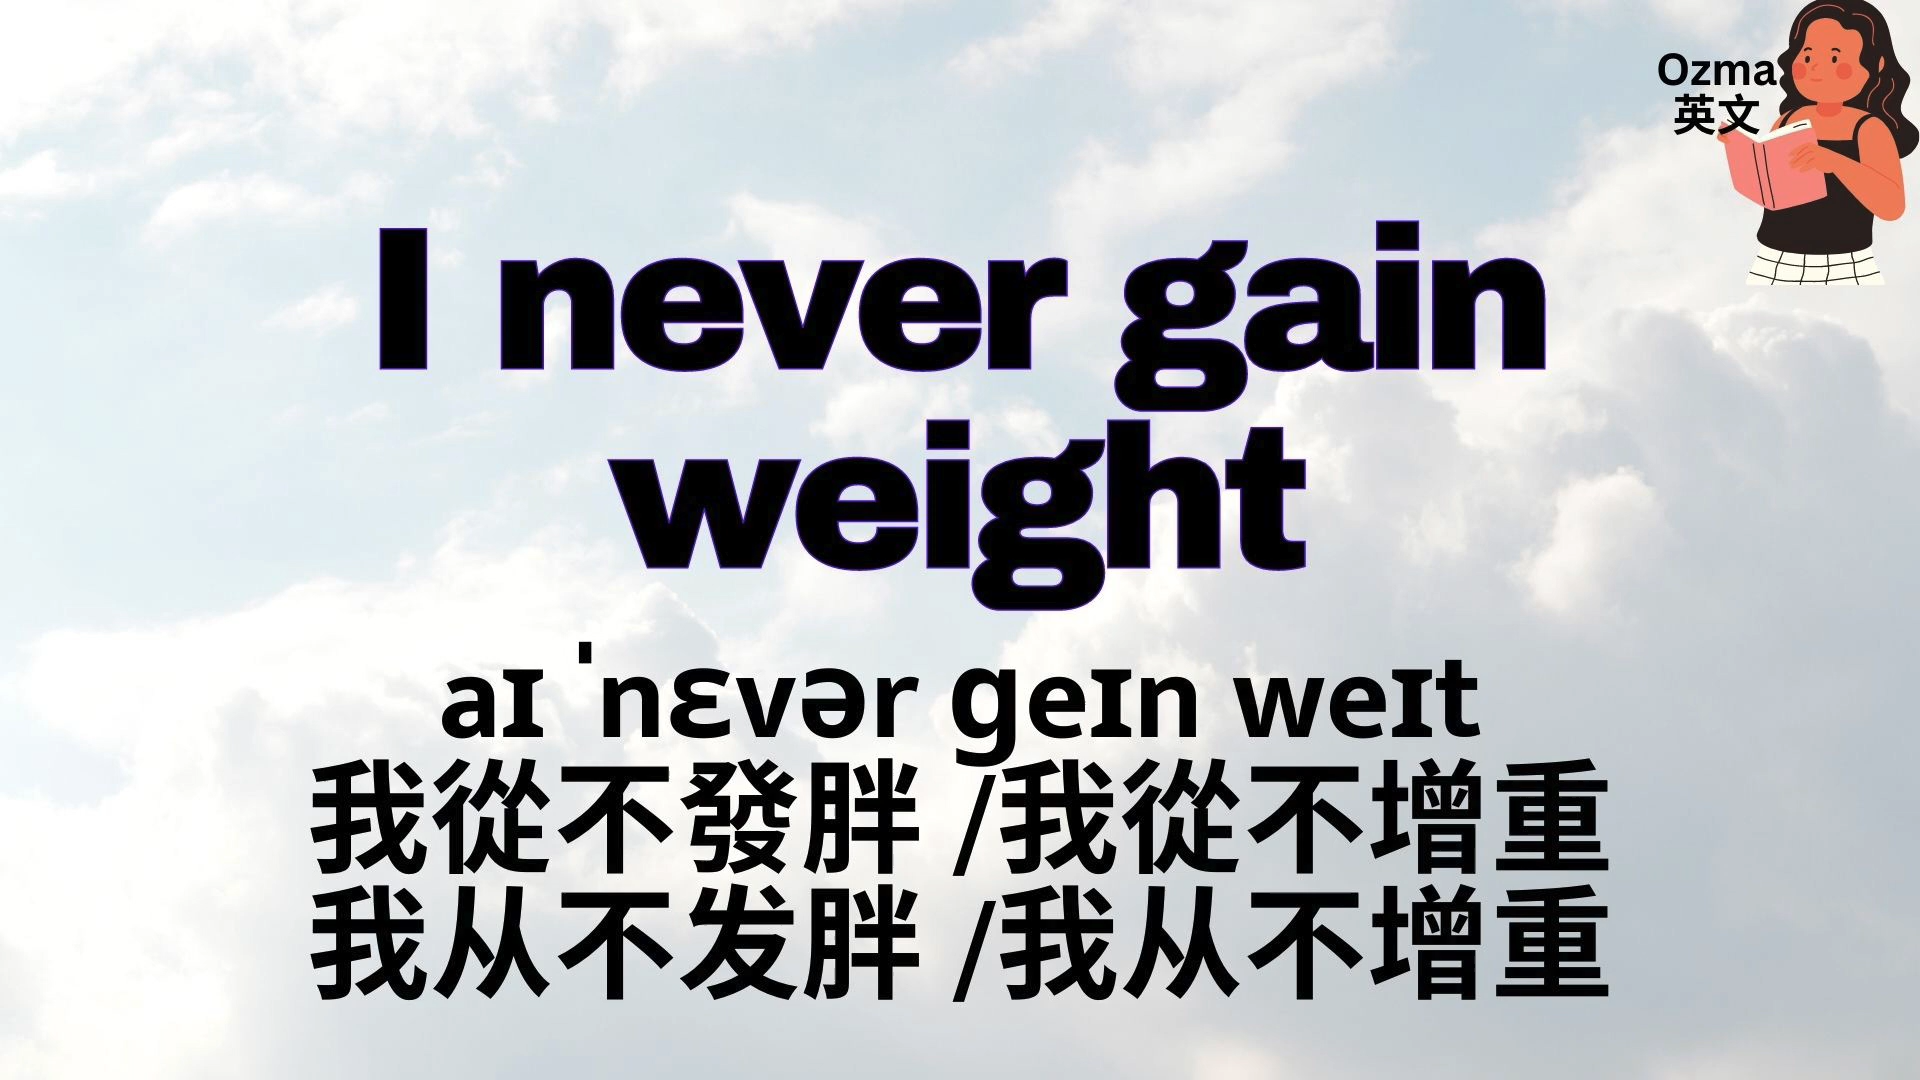 Ozma
英文
I never gain
weight
aɪ ˈnɛvər ɡeɪn weɪt
我從不發胖 /我從不增重
我从不发胖 /我从不增重